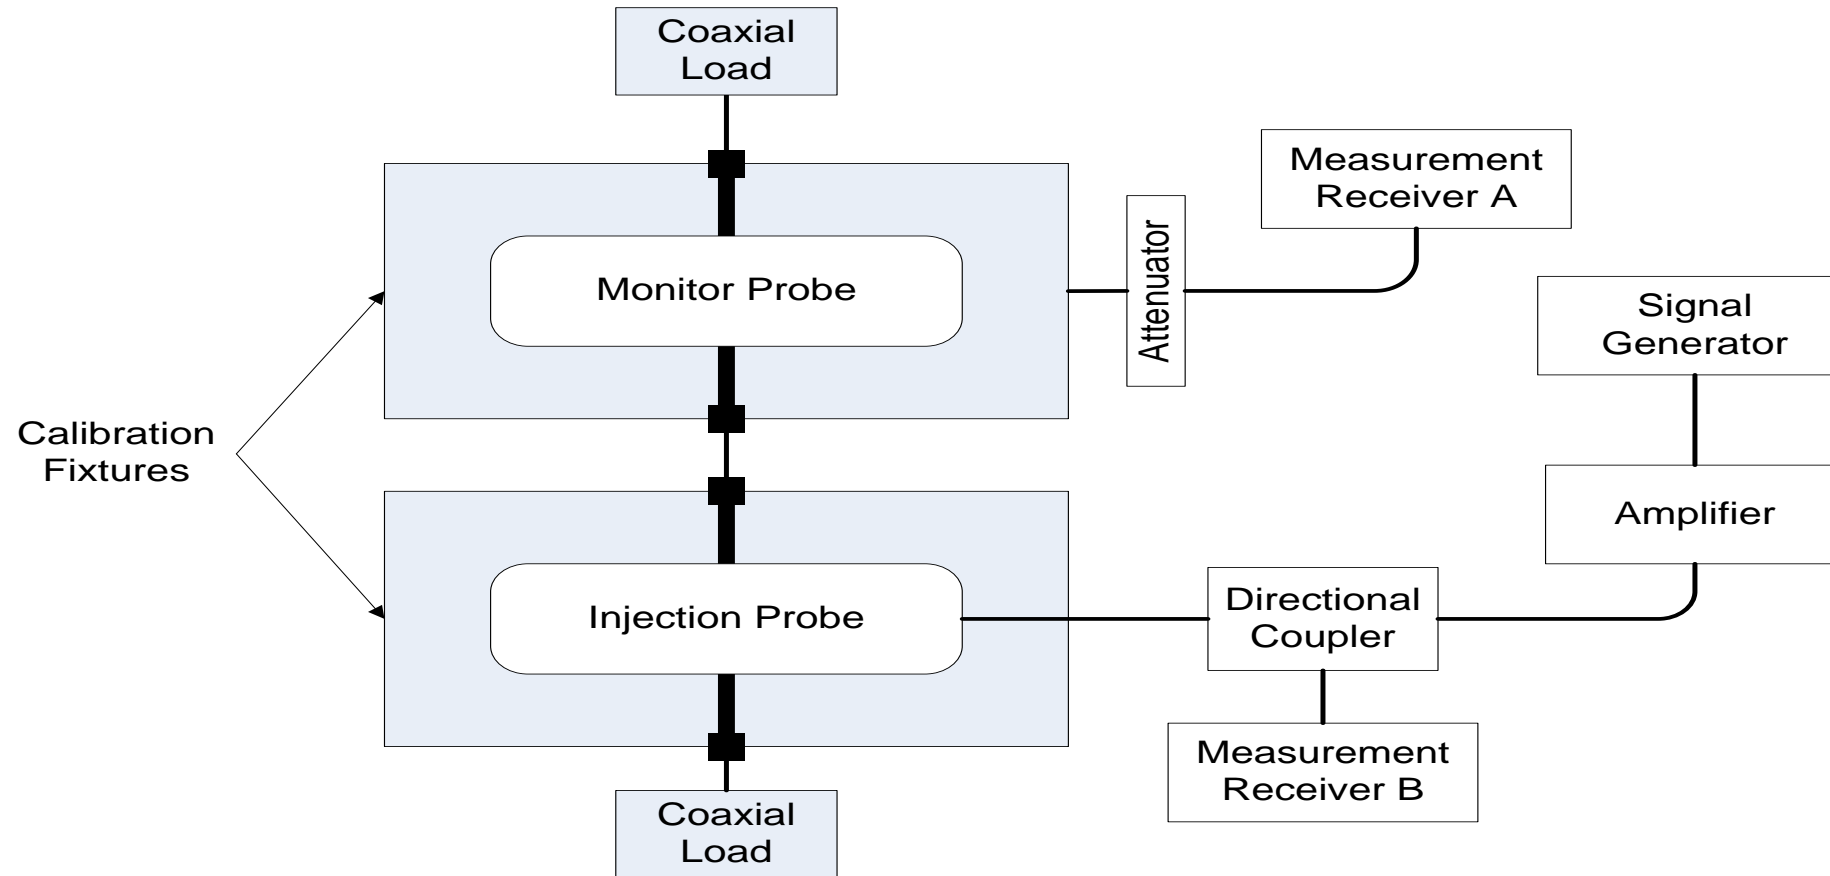 Coaxial
Load
Measurement
Receiver A
Attenuator
Monitor Probe
Signal
Generator
Calibration
Fixtures
Amplifier
Injection Probe
Directional
Coupler
Measurement
Receiver B
Coaxial
Load